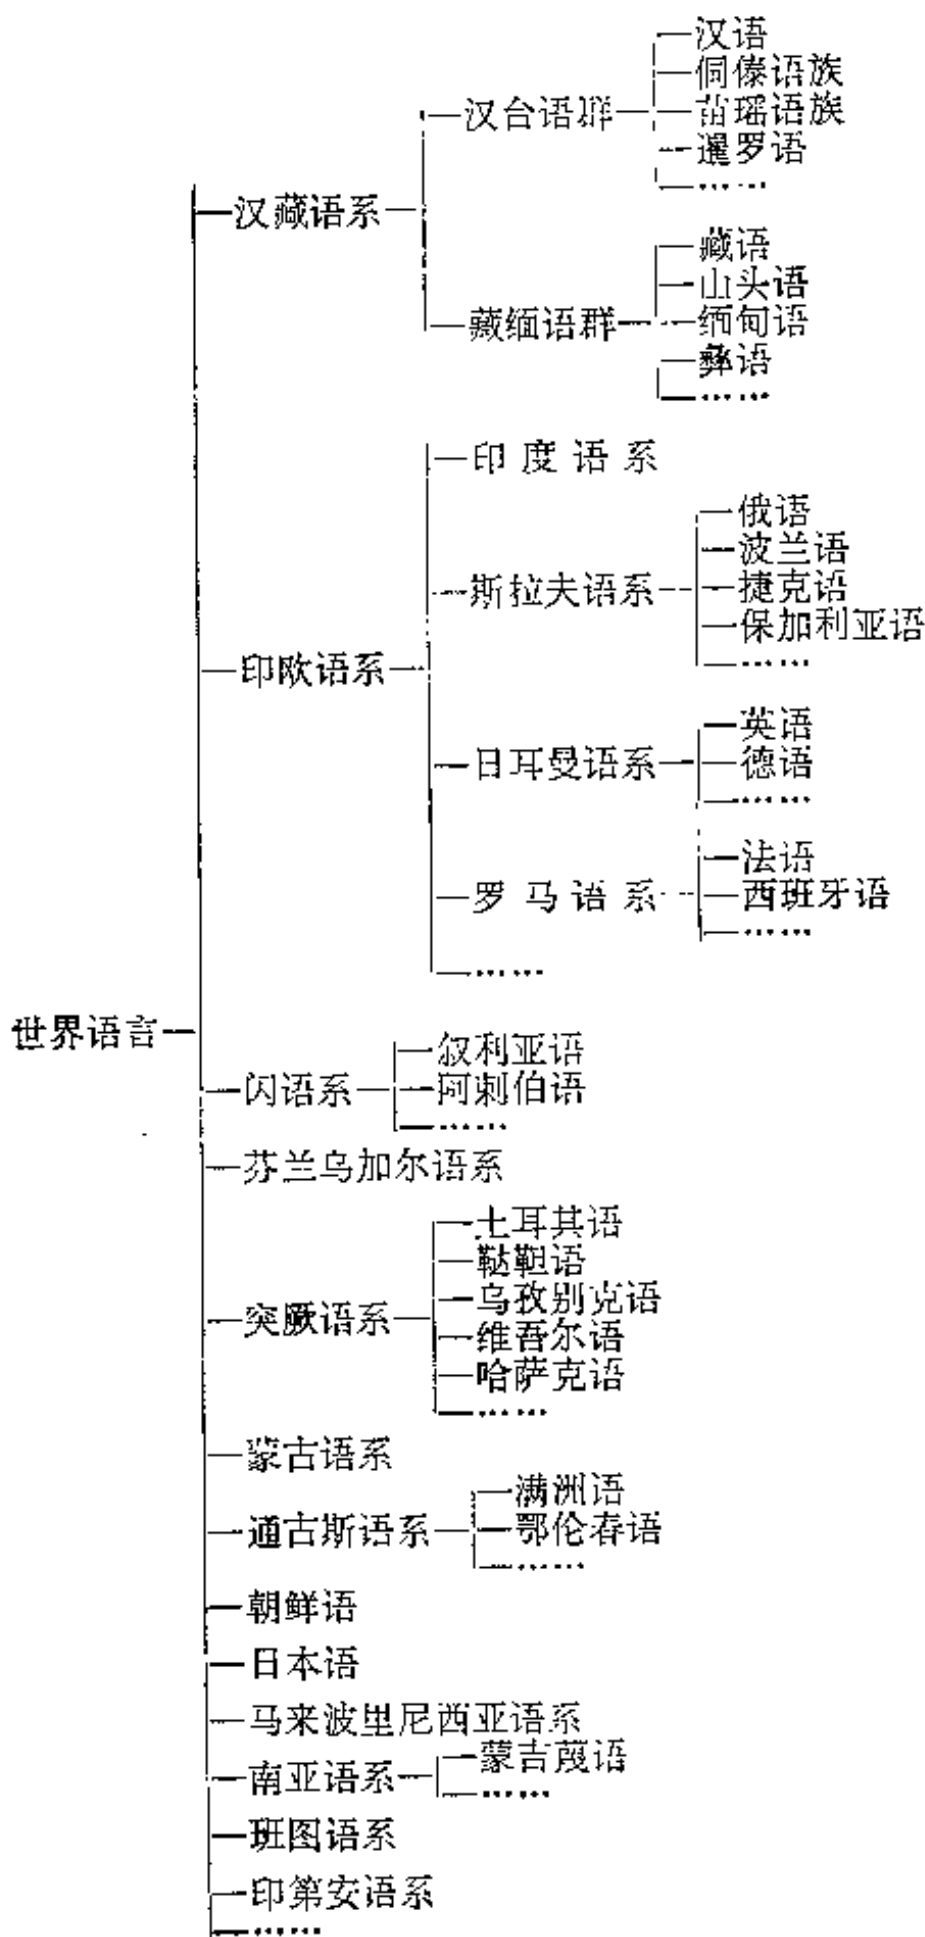 汉语
侗傣语族
汉台语群
苗瑶语族
暹罗语
……
汉藏语系
藏语
山头语
藏缅语群
缅甸语
彝语
……
印度语系
俄语
波兰语
斯拉夫语系
捷克语
保加利亚语
……
印欧语系
英语
日耳曼语系
德语
……
法语
罗马语系
西班牙语
……
……
世界语言
叙利亚语
闪语系
阿剌伯语
……
芬兰乌加尔语系
土耳其语
鞑靼语
乌孜别克语
突厥语系
维吾尔语
哈萨克语
……
蒙古语系
满洲语
通古斯语系
鄂伦春语
……
朝鲜语
日本语
马来波里尼西亚语系
蒙吉蔑语
南亚语系
……
班图语系
印第安语系
……